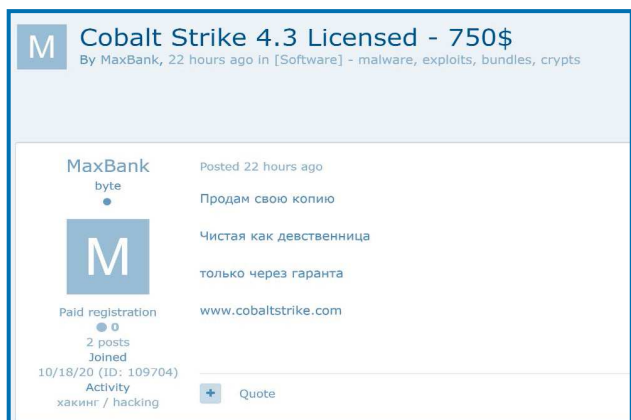 M
Cobalt Strike 4.3 Licensed - 750$
By MaxBank, 22 hours ago in [Software] - malware, exploits, bundles, crypts
MaxBank
byte
M
Paid registration
0
2 posts
Joined
10/18/20 (ID: 109704)
Activity
хакинг / hacking
Posted 22 hours ago
Продам свою копию
Чистая как девственница
только через гаранта
www.cobaltstrike.com
+ Quote